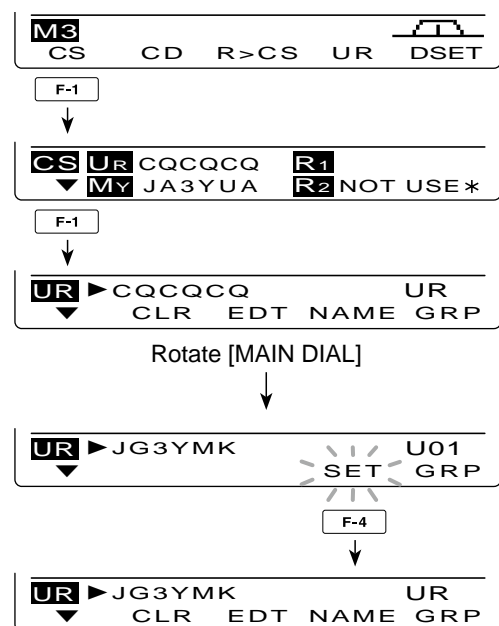 M3
CS CD R>CS UR DSET
F-1
CS UR CQCQCQ R1
▼ MY JA3YUA R2 NOT USE*
F-1
UR ►CQCQCQ UR
▼ CLR EDT NAME GRP
Rotate [MAIN DIAL]
UR ►JG3YMK U01
▼ SET GRP
F-4
UR ►JG3YMK UR
▼ CLR EDT NAME GRP